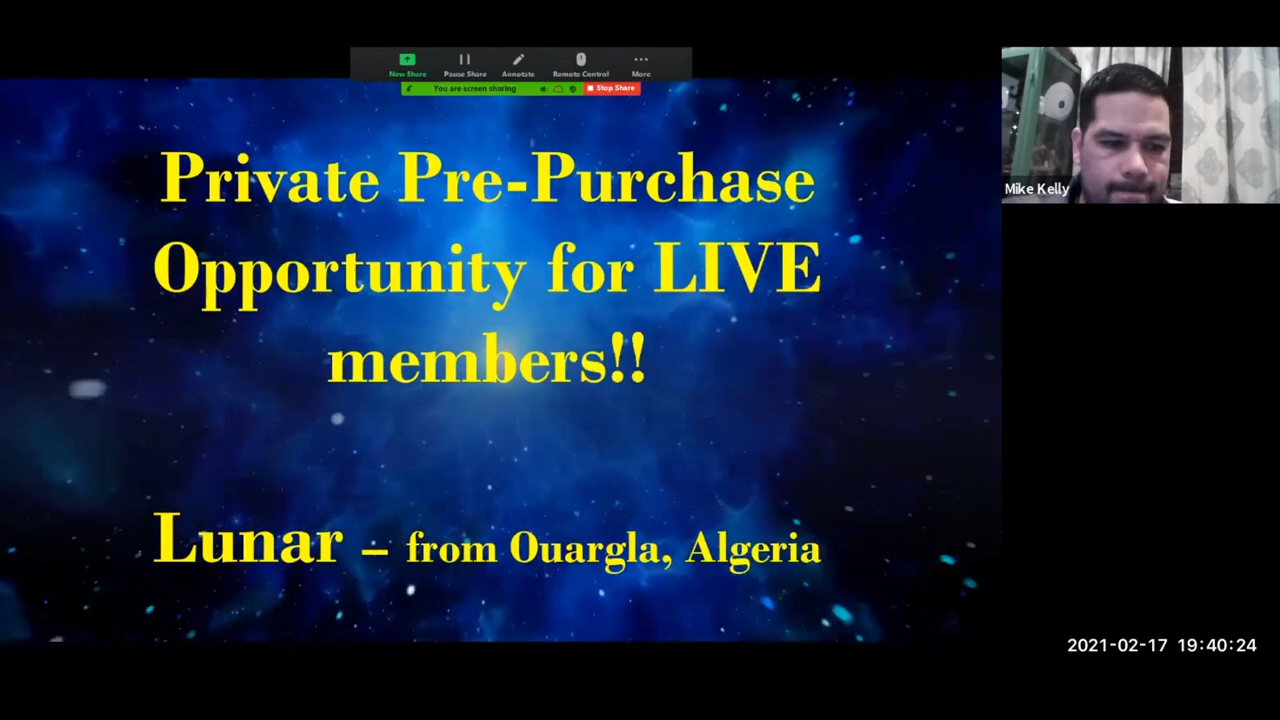 New Share
Pause Share
Annotate
Remote Control
More
You are screen sharing
Stop Share
Private Pre-Purchase
Opportunity for LIVE
members!!
Lunar – from Ouargla, Algeria
Mike Kelly
2021-02-17 19:40:24